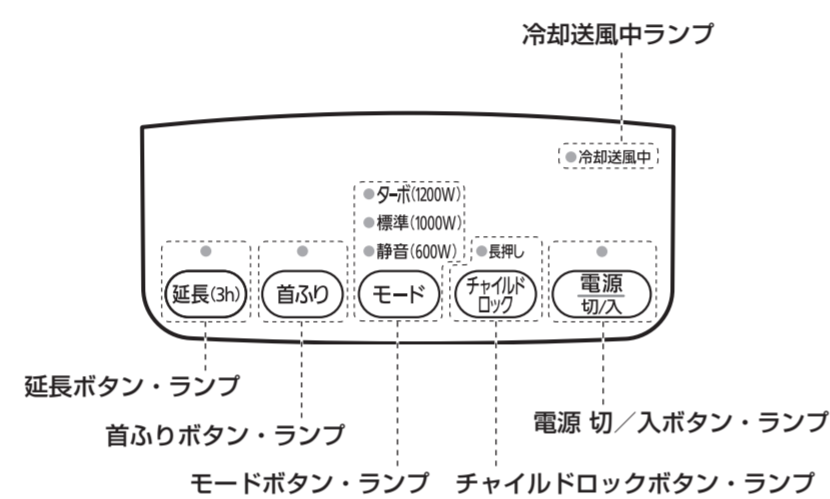 冷却送風中ランプ
冷却送風中
ターボ(1200W)
標準(1000W)
静音(600W)
長押し
延長(3h)
首ふり
モード
チャイルド
ロック
電源
切/入
延長ボタン・ランプ
首ふりボタン・ランプ
電源 切／入ボタン・ランプ
モードボタン・ランプ
チャイルドロックボタン・ランプ